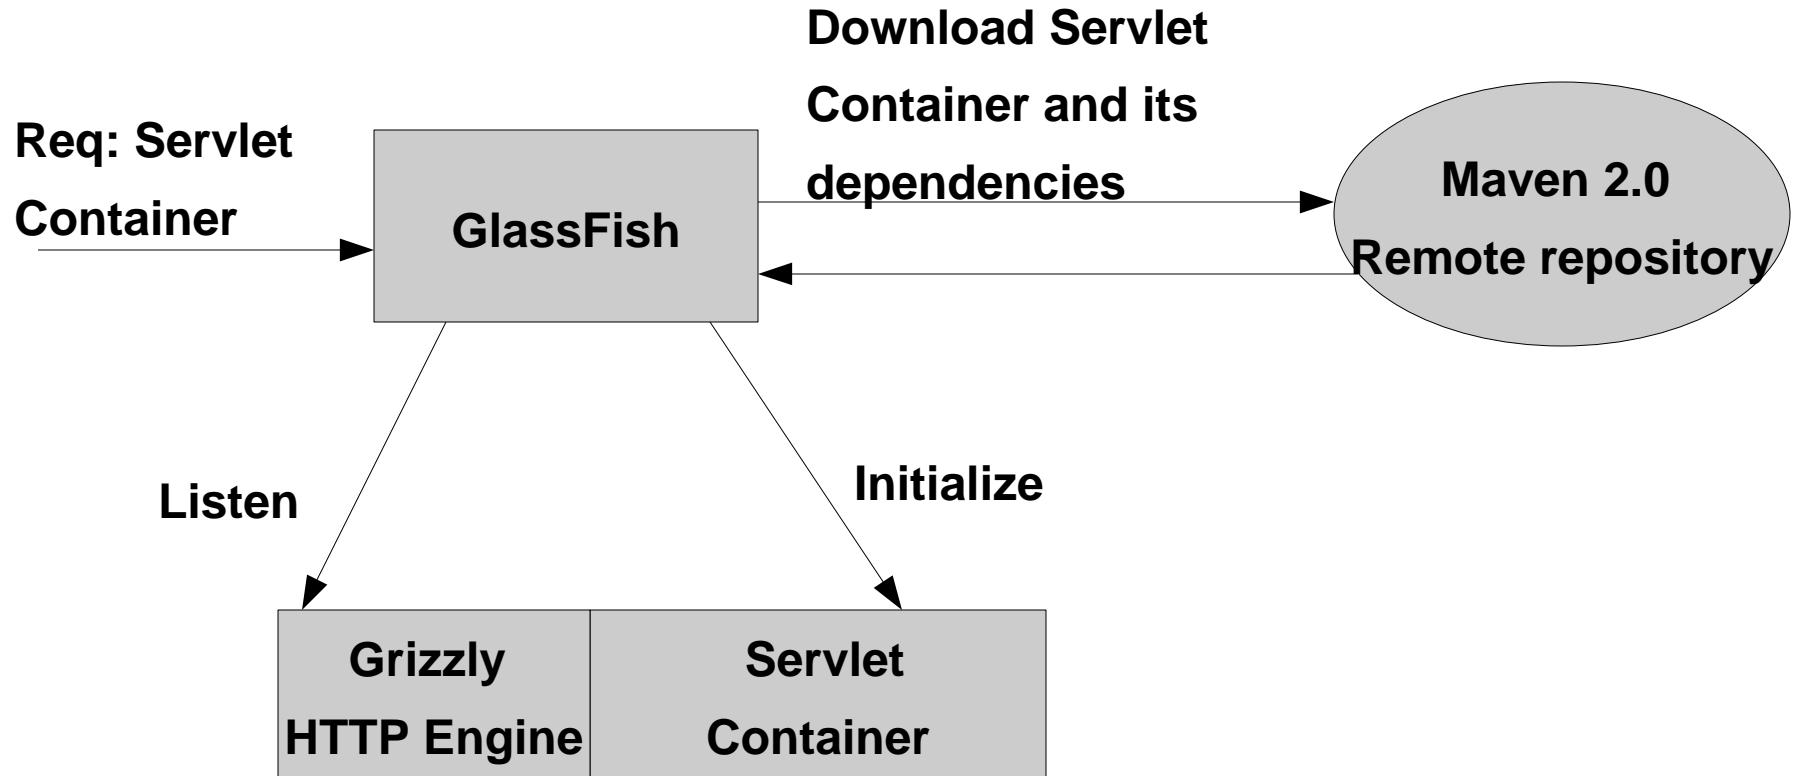 Download Servlet
Container and its
dependencies
Req: Servlet
Container
GlassFish
Maven 2.0
Remote repository
Listen
Initialize
Grizzly
HTTP Engine
Servlet
Container